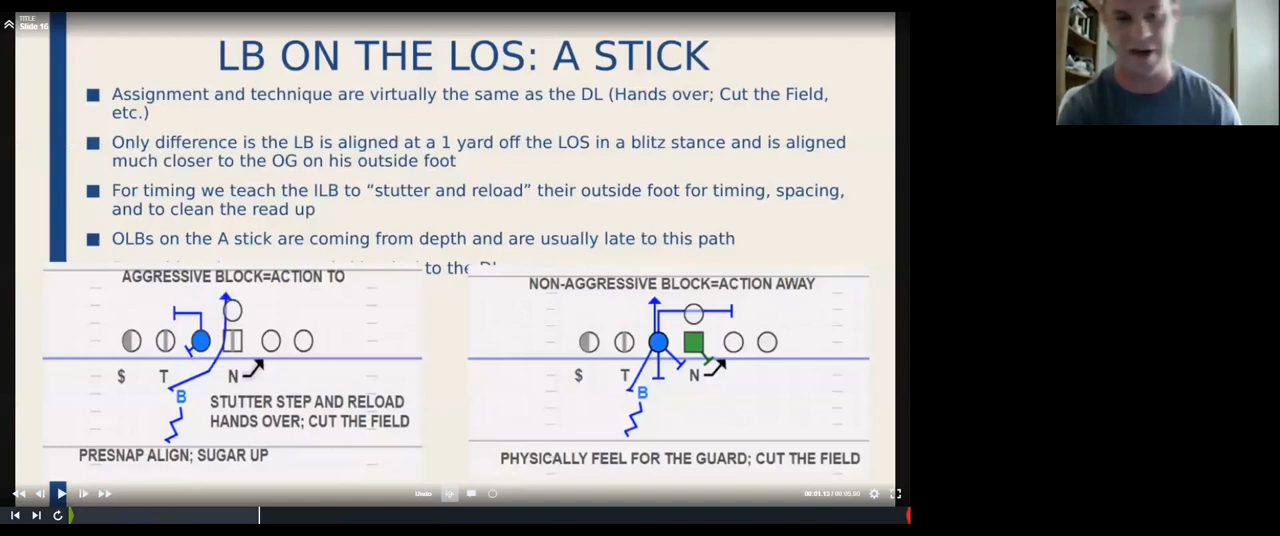 TITLE
Slide 16
LB ON THE LOS: A STICK
Assignment and technique are virtually the same as the DL (Hands over; Cut the Field,
etc.)
Only difference is the LB is aligned at a 1 yard off the LOS in a blitz stance and is aligned
much closer to the OG on his outside foot
For timing we teach the ILB to “stutter and reload” their outside foot for timing, spacing,
and to clean the read up
OLBs on the A stick are coming from depth and are usually late to this path
to the DL
AGGRESSIVE BLOCK=ACTION TO
$ T N
B
STUTTER STEP AND RELOAD
HANDS OVER; CUT THE FIELD
PRESNAP ALIGN; SUGAR UP
NON-AGGRESSIVE BLOCK=ACTION AWAY
$ T N
B
PHYSICALLY FEEL FOR THE GUARD; CUT THE FIELD
Undo